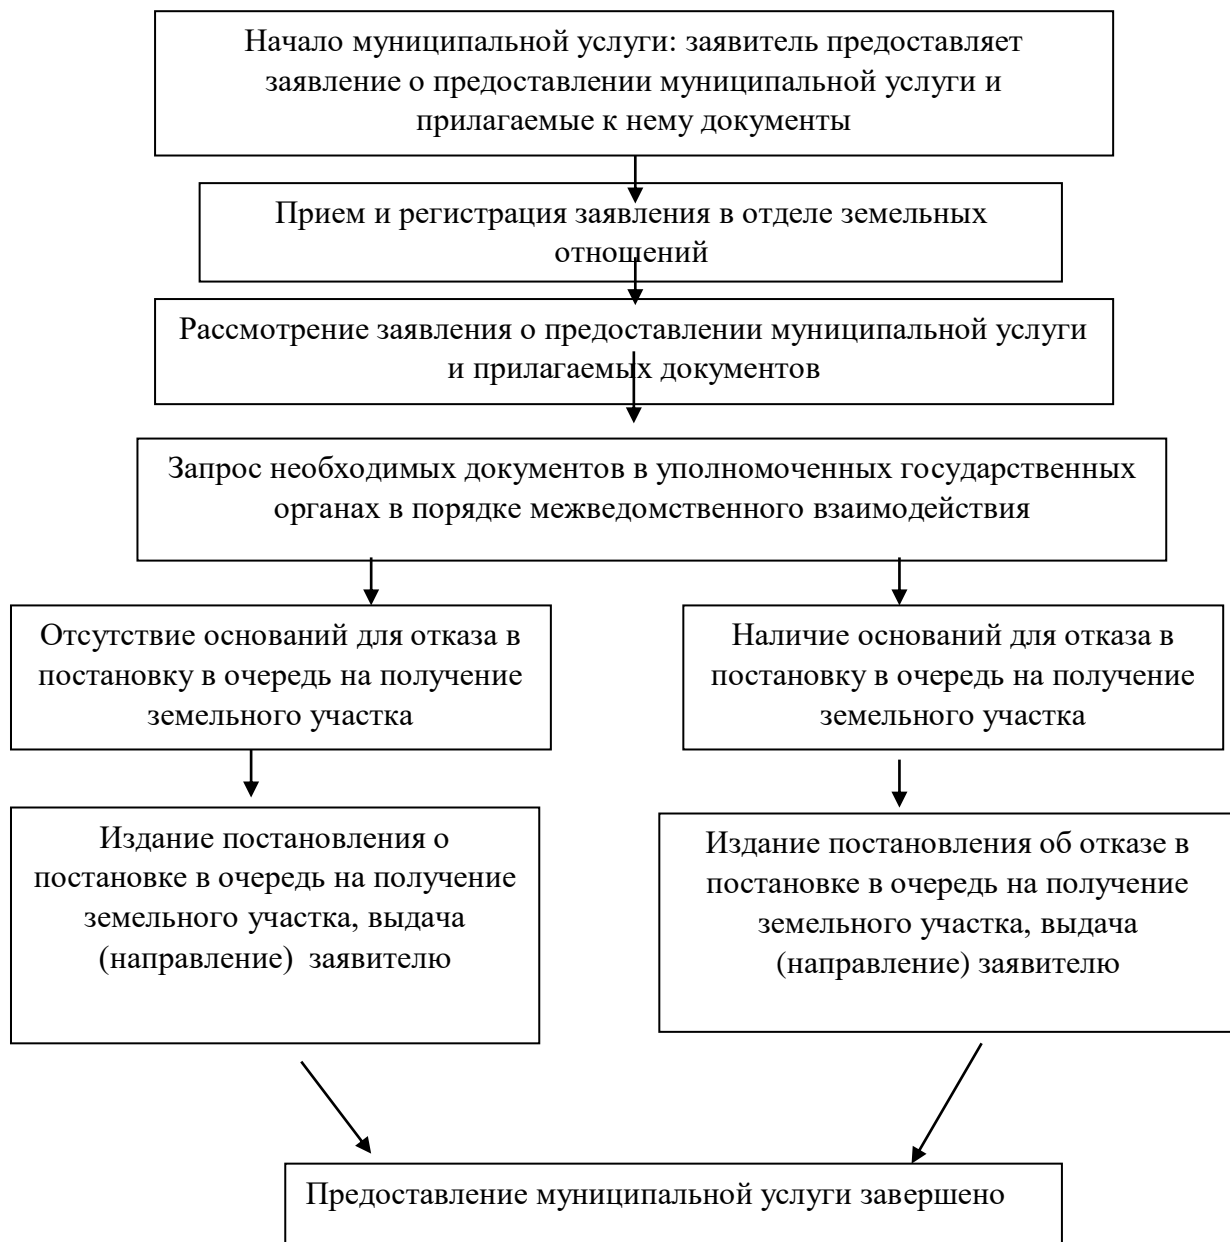 Начало муниципальной услуги: заявитель предоставляет
заявление о предоставлении муниципальной услуги и
прилагаемые к нему документы
Прием и регистрация заявления в отделе земельных
отношений
Рассмотрение заявления о предоставлении муниципальной услуги
и прилагаемых документов
Запрос необходимых документов в уполномоченных государственных
органах в порядке межведомственного взаимодействия
Отсутствие оснований для отказа в
постановку в очередь на получение
земельного участка
Наличие оснований для отказа в
постановку в очередь на получение
земельного участка
Издание постановления о
постановке в очередь на получение
земельного участка, выдача
(направление)  заявителю
Издание постановления об отказе в
постановке в очередь на получение
земельного участка, выдача
(направление) заявителю
Предоставление муниципальной услуги завершено